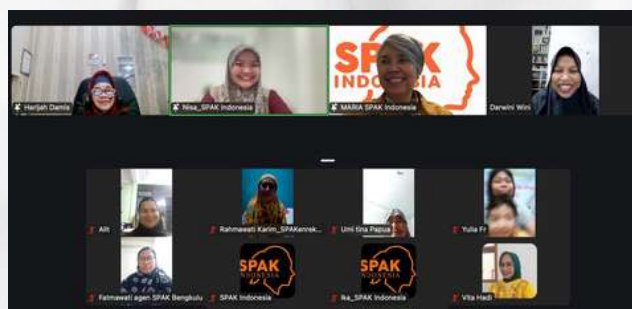 SPAK
INDONESIA
Harijah Damis
Nisa_SPAK Indonesia
MARIA SPAK Indonesia
Darwini Wini
Alit
Rahmawati Karim_SPAKenrek...
Umi tina Papua
Yulia Fr
SPAK
INDONESIA
SPAK
INDONESIA
Fatmawati agen SPAK Bengkulu
SPAK Indonesia
Ika_SPAK Indonesia
Vita Hadi